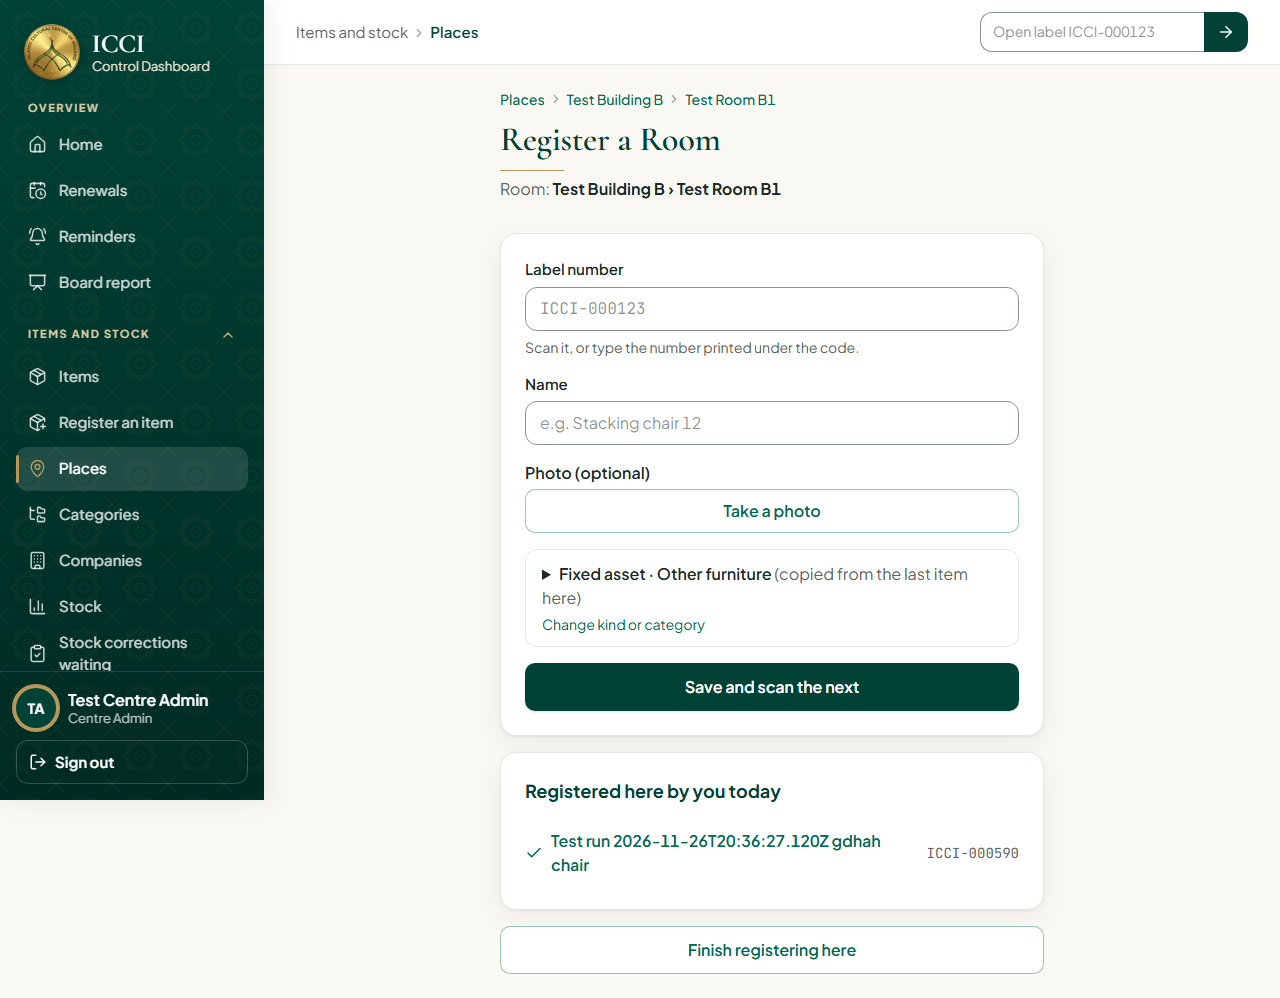 ICCI
Control Dashboard
OVERVIEW
Home
Renewals
Reminders
Board report
ITEMS AND STOCK
Items
Register an item
Places
Categories
Companies
Stock
Stock corrections
waiting
TA
Test Centre Admin
Centre Admin
Sign out
Items and stock › Places
Open label ICCI-000123
Places › Test Building B › Test Room B1
Register a Room
Room: Test Building B › Test Room B1
Label number
ICCI-000123
Scan it, or type the number printed under the code.
Name
e.g. Stacking chair 12
Photo (optional)
Take a photo
Fixed asset · Other furniture (copied from the last item
here)
Change kind or category
Save and scan the next
Registered here by you today
Test run 2026-11-26T20:36:27.120Z gdhah
chair
ICCI-000590
Finish registering here